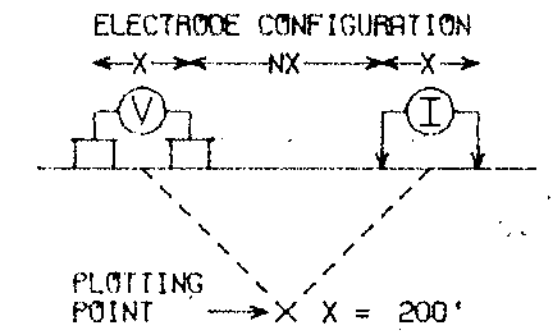 ELECTRODE CONFIGURATION
X NX X
V I
PLOTTING
POINT X X = 200'